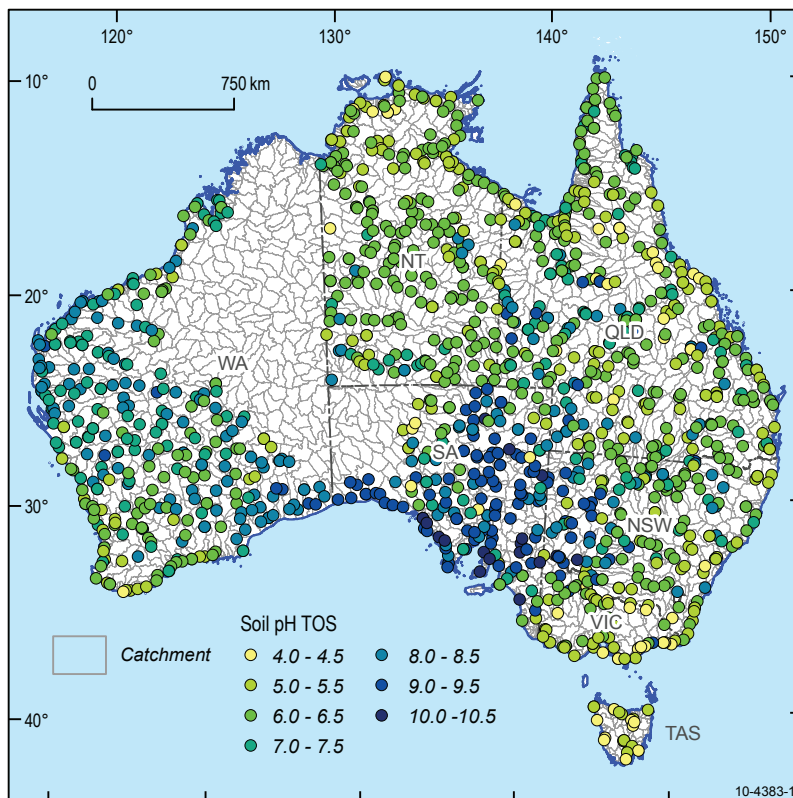 120° 130° 140° 150°
0 750 km
10°
20°
30°
40°
NT
QLD
WA
SA
NSW
VIC
TAS
Soil pH TOS
Catchment
4.0 - 4.5
5.0 - 5.5
6.0 - 6.5
7.0 - 7.5
8.0 - 8.5
9.0 - 9.5
10.0 -10.5
10-4383-1